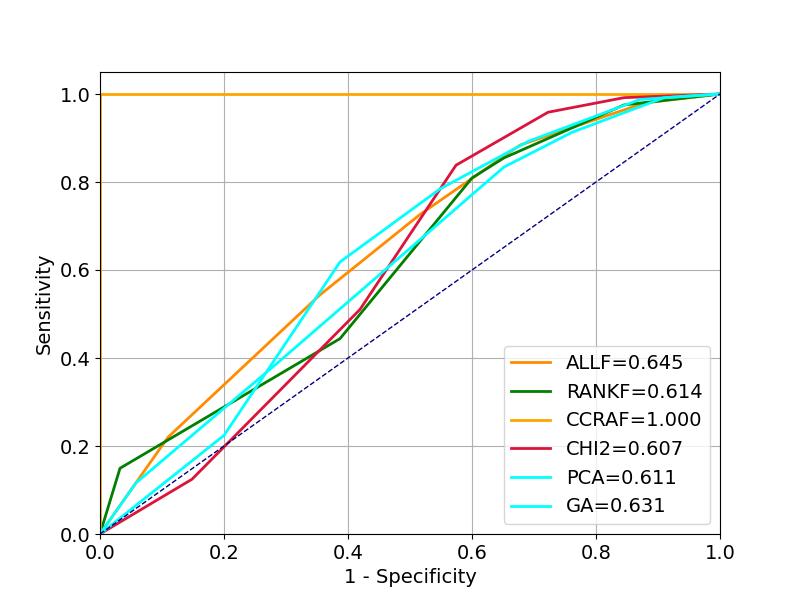 1.0
0.8
0.6
0.4
0.2
0.0
Sensitivity
ALLF=0.645
RANKF=0.614
CCRAF=1.000
CHI2=0.607
PCA=0.611
GA=0.631
0.0 0.2 0.4 0.6 0.8 1.0
1 - Specificity